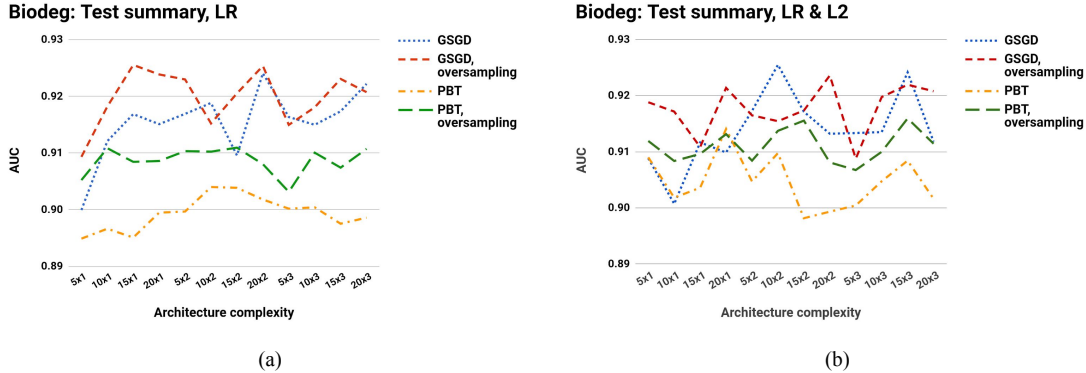 Biodeg: Test summary, LR
0.93
0.92
0.91
0.90
0.89
AUC
5x1 10x1 15x1 20x1 5x2 10x2 15x2 20x2 5x3 10x3 15x3 20x3
Architecture complexity
GSGD
GSGD,
oversampling
PBT
PBT,
oversampling
(a)
Biodeg: Test summary, LR & L2
0.93
0.92
0.91
0.90
0.89
AUC
5x1 10x1 15x1 20x1 5x2 10x2 15x2 20x2 5x3 10x3 15x3 20x3
Architecture complexity
GSGD
GSGD,
oversampling
PBT
PBT,
oversampling
(b)